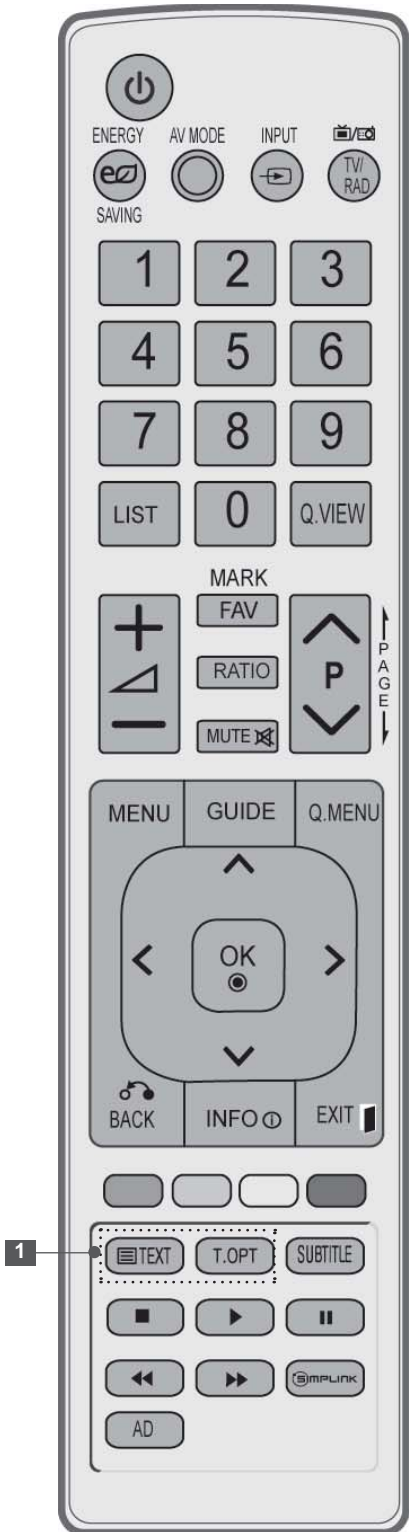 ENERGY AV MODE INPUT
TV/
RAD
SAVING
1 2 3
4 5 6
7 8 9
LIST 0 Q.VIEW
MARK
FAV
RATIO
P
MUTE
PAGE
MENU GUIDE Q.MENU
OK
BACK INFO EXIT
1 TEXT T.OPT SUBTITLE
SIMPLINK
AD